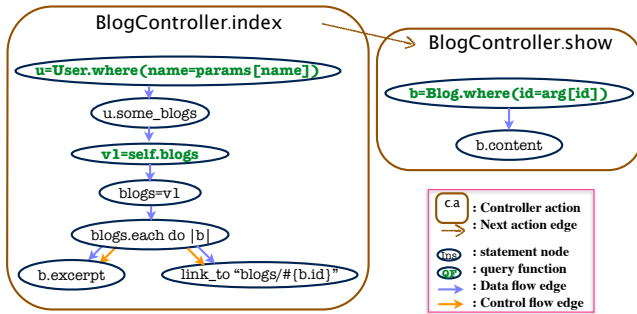 BlogController.index
u=User.where(name=params[name])
u.some_blogs
v1=self.blogs
blogs=v1
blogs.each do |b|
b.excerpt
link_to “blogs/#{b.id}”
BlogController.show
b=Blog.where(id=arg[id])
b.content
c.a : Controller action
: Next action edge
Ins : statement node
QF : query function
: Data flow edge
: Control flow edge